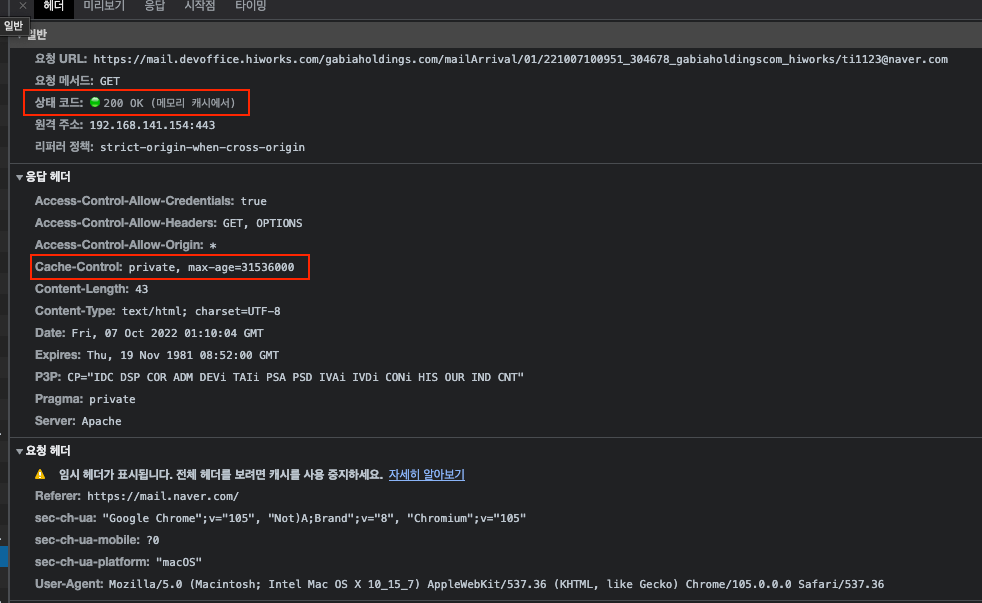 헤더 미리보기 응답 시작점 타이밍
일반
일반
요청 URL: https://mail.devoffice.hiworks.com/gabiaholdings.com/mailArrival/01/221007100951_304678_gabiaholdingscom_hiworks/ti1123@naver.com
요청 메서드: GET
상태 코드: 200 OK (메모리 캐시에서)
원격 주소: 192.168.141.154:443
리퍼러 정책: strict-origin-when-cross-origin
응답 헤더
Access-Control-Allow-Credentials: true
Access-Control-Allow-Headers: GET, OPTIONS
Access-Control-Allow-Origin: *
Cache-Control: private, max-age=31536000
Content-Length: 43
Content-Type: text/html; charset=UTF-8
Date: Fri, 07 Oct 2022 01:10:04 GMT
Expires: Thu, 19 Nov 1981 08:52:00 GMT
P3P: CP="IDC DSP COR ADM DEVi TAIi PSA PSD IVAi IVDi CONi HIS OUR IND CNT"
Pragma: private
Server: Apache
요청 헤더
임시 헤더가 표시됩니다. 전체 헤더를 보려면 캐시를 사용 중지하세요. 자세히 알아보기
Referer: https://mail.naver.com/
sec-ch-ua: "Google Chrome";v="105", "Not)A;Brand";v="8", "Chromium";v="105"
sec-ch-ua-mobile: ?0
sec-ch-ua-platform: "macOS"
User-Agent: Mozilla/5.0 (Macintosh; Intel Mac OS X 10_15_7) AppleWebKit/537.36 (KHTML, like Gecko) Chrome/105.0.0.0 Safari/537.36